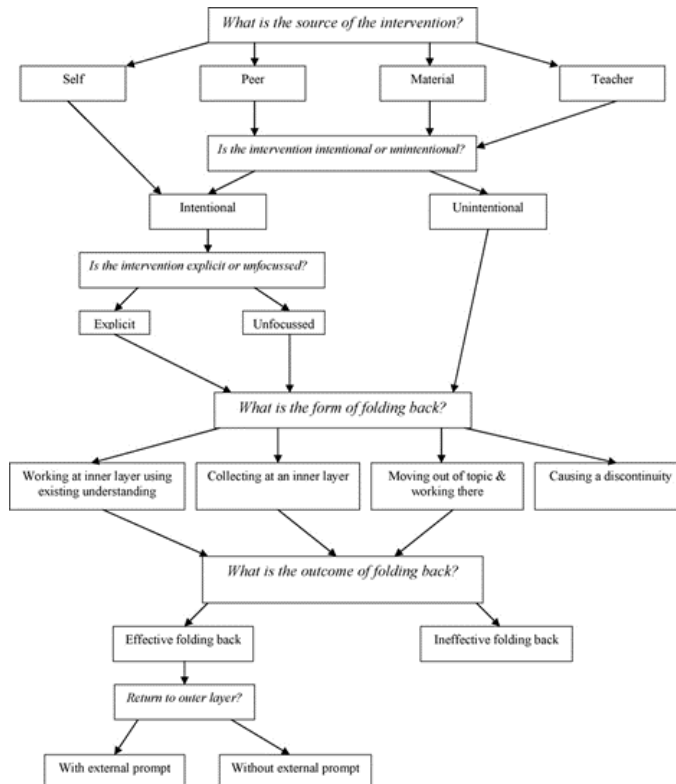 What is the source of the intervention?
Self
Peer
Material
Teacher
Is the intervention intentional or unintentional?
Intentional
Unintentional
Is the intervention explicit or unfocussed?
Explicit
Unfocussed
What is the form of folding back?
Working at inner layer using
existing understanding
Collecting at an inner layer
Moving out of topic &
working there
Causing a discontinuity
What is the outcome of folding back?
Effective folding back
Ineffective folding back
Return to outer layer?
With external prompt
Without external prompt